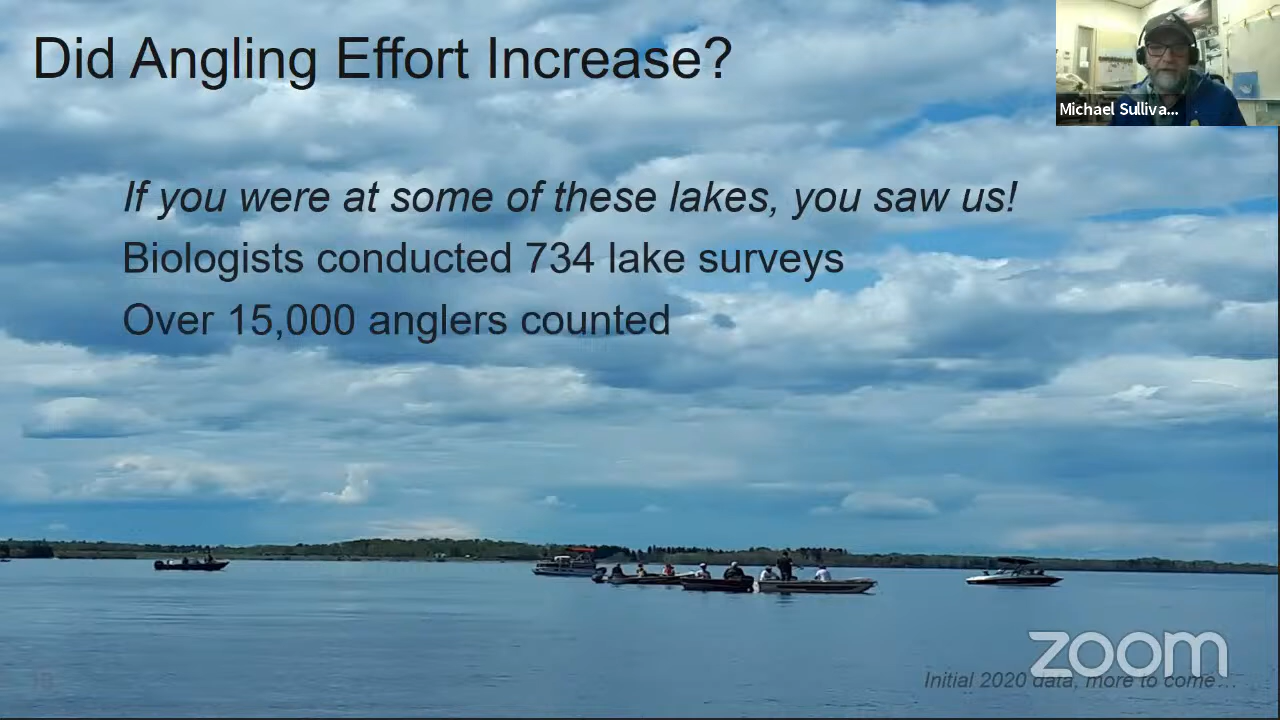 Did Angling Effort Increase?
Michael Sulliva...
If you were at some of these lakes, you saw us!
Biologists conducted 734 lake surveys
Over 15,000 anglers counted
zoom
Initial 2020 data, more to come...